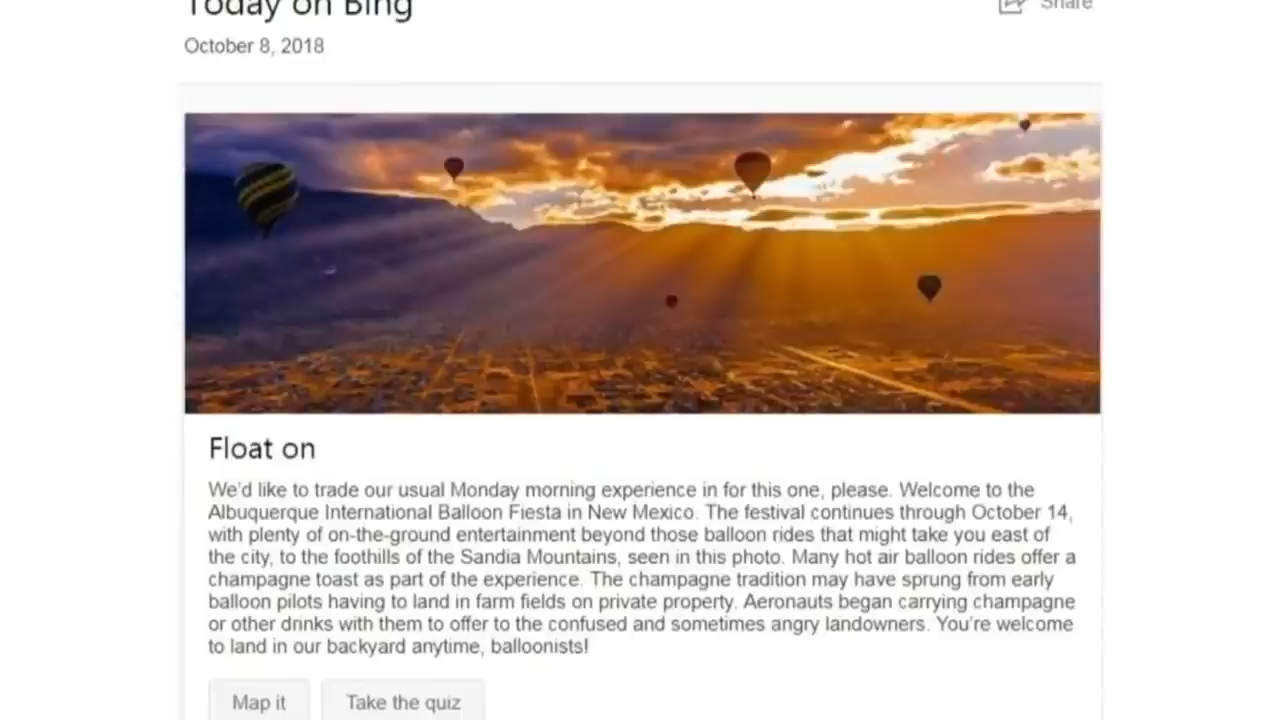 Today on Bing
Share
October 8, 2018
Float on
We'd like to trade our usual Monday morning experience in for this one, please. Welcome to the
Albuquerque International Balloon Fiesta in New Mexico. The festival continues through October 14,
with plenty of on-the-ground entertainment beyond those balloon rides that might take you east of
the city, to the foothills of the Sandia Mountains, seen in this photo. Many hot air balloon rides offer a
champagne toast as part of the experience. The champagne tradition may have sprung from early
balloon pilots having to land in farm fields on private property. Aeronauts began carrying champagne
or other drinks with them to offer to the confused and sometimes angry landowners. You're welcome
to land in our backyard anytime, balloonists!
Map it
Take the quiz